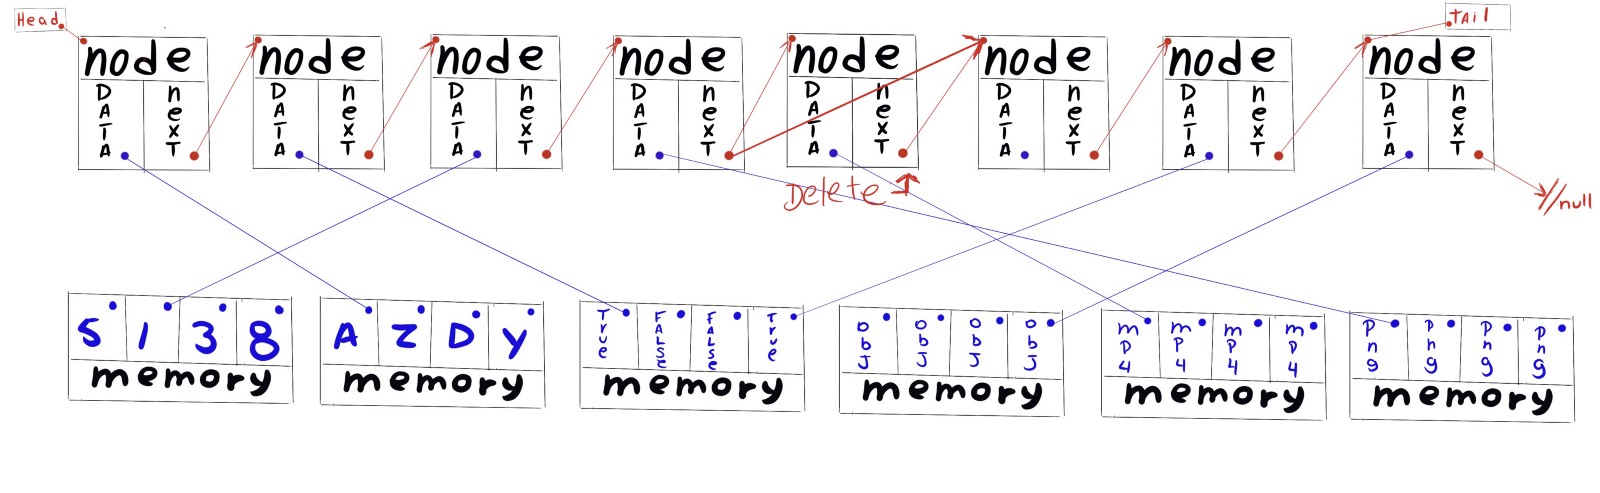 Head
TAil
node node node node node node node node
DATA next DATA next DATA next DATA next DATA next DATA next DATA next DATA next
Delete
//null
5 1 3 8
memory
A Z D Y
memory
True FALSe FALSe True
memory
obJ obJ obJ obJ
memory
mp4 mp4 mp4 mp4
memory
png png png png
memory